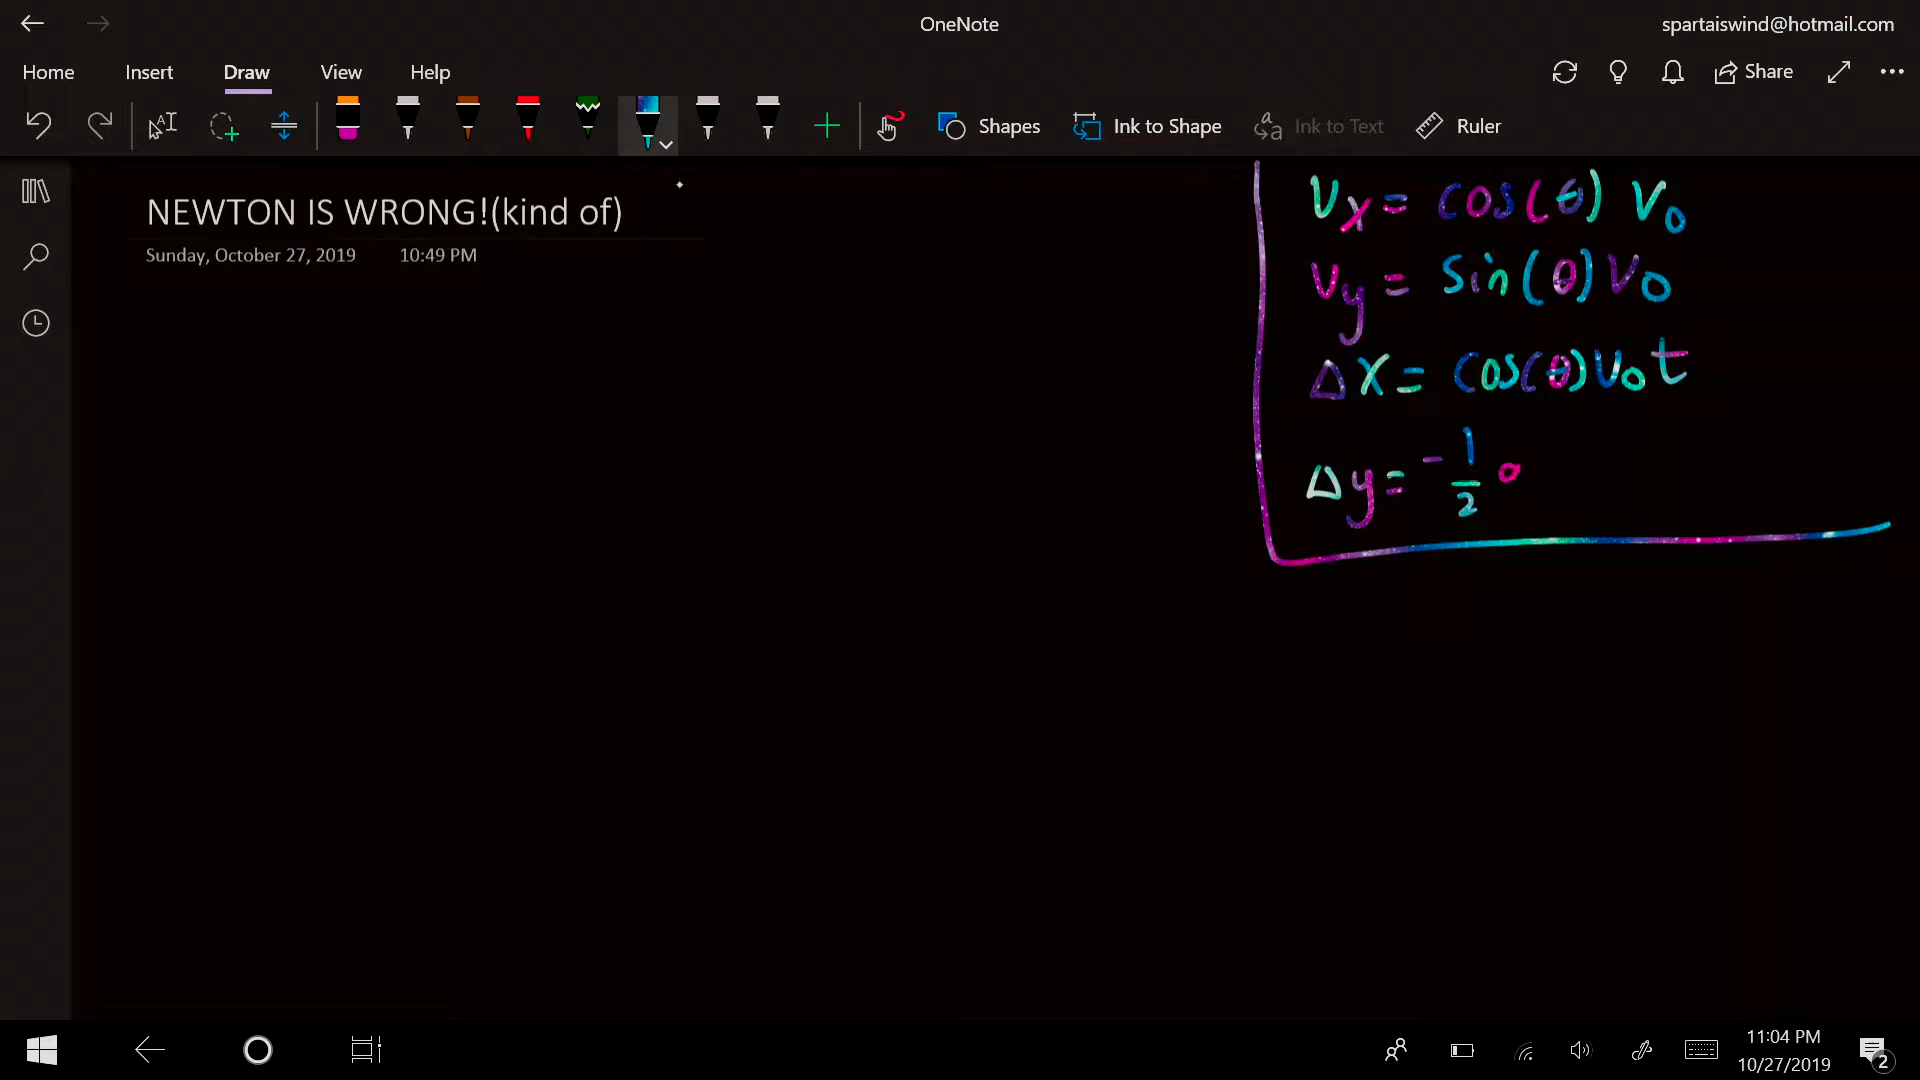 OneNote
spartaiswind@hotmail.com
Home Insert Draw View Help
Share
Shapes Ink to Shape Ink to Text Ruler
NEWTON IS WRONG!(kind of)
Sunday, October 27, 2019 10:49 PM
Vx = cos(θ) V0
Vy = sin(θ) V0
ΔX = cos(θ)V0t
Δy = -1/2
11:04 PM
10/27/2019
2